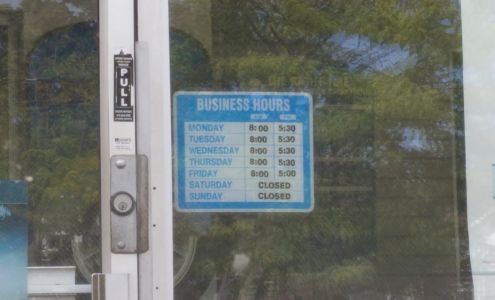 PULL
BUSINESS HOURS
MONDAY 8:00 5:30
TUESDAY 8:00 5:30
WEDNESDAY 8:00 5:30
THURSDAY 8:00 5:30
FRIDAY 8:00 5:00
SATURDAY CLOSED
SUNDAY CLOSED